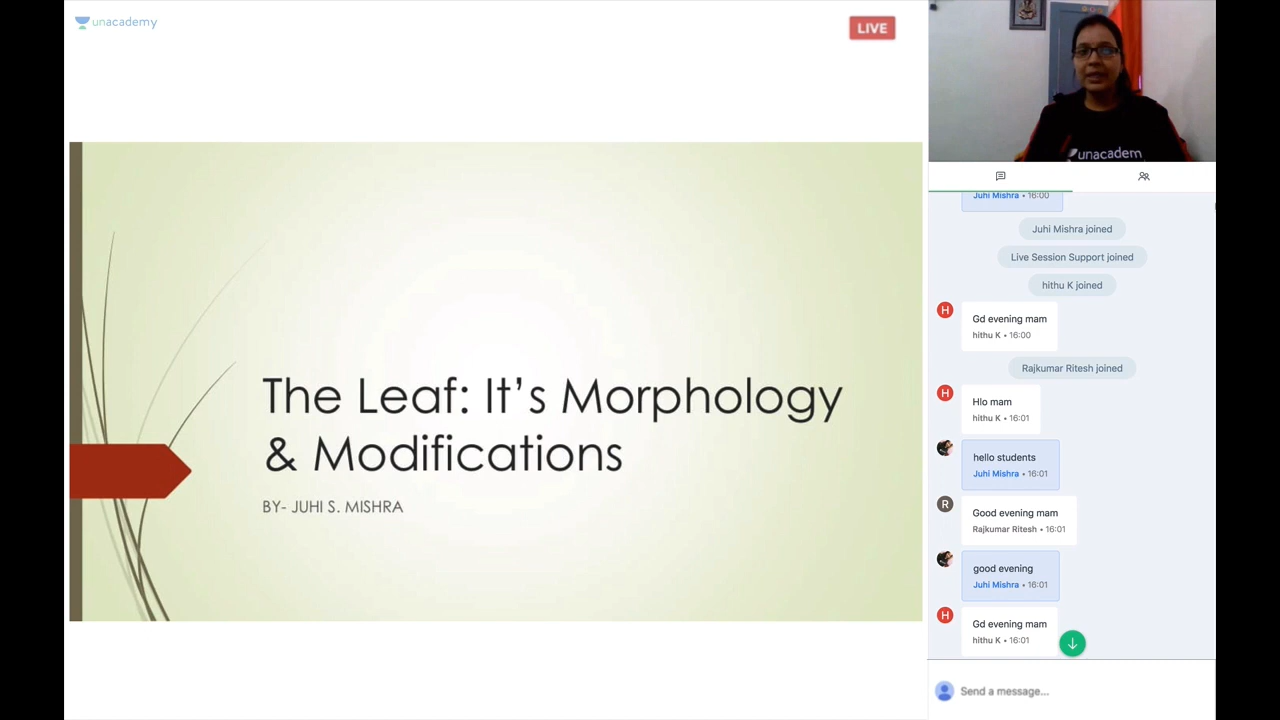 unacademy
LIVE
The Leaf: It's Morphology
& Modifications
BY- JUHI S. MISHRA
unacadem
Juhi Mishra • 16:00
Juhi Mishra joined
Live Session Support joined
hithu K joined
H
Gd evening mam
hithu K • 16:00
Rajkumar Ritesh joined
H
Hlo mam
hithu K • 16:01
hello students
Juhi Mishra • 16:01
R
Good evening mam
Rajkumar Ritesh • 16:01
good evening
Juhi Mishra • 16:01
H
Gd evening mam
hithu K • 16:01
Send a message...